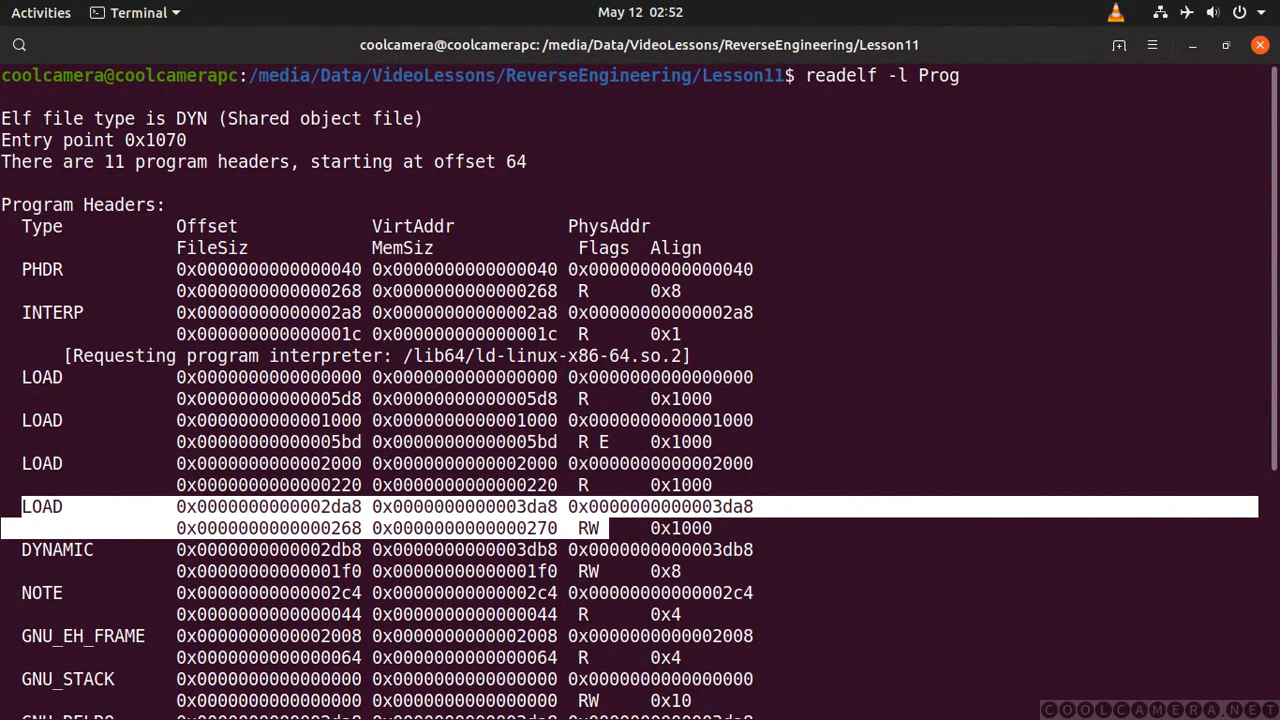 Activities Terminal May 12 02:52
coolcamera@coolcamerapc: /media/Data/VideoLessons/ReverseEngineering/Lesson11
coolcamera@coolcamerapc:/media/Data/VideoLessons/ReverseEngineering/Lesson11$ readelf -l Prog
Elf file type is DYN (Shared object file)
Entry point 0x1070
There are 11 program headers, starting at offset 64
Program Headers:
  Type           Offset             VirtAddr           PhysAddr
                 FileSiz            MemSiz              Flags  Align
  PHDR           0x0000000000000040 0x0000000000000040 0x0000000000000040
                 0x0000000000000268 0x0000000000000268  R      0x8
  INTERP         0x00000000000002a8 0x00000000000002a8 0x00000000000002a8
                 0x000000000000001c 0x000000000000001c  R      0x1
      [Requesting program interpreter: /lib64/ld-linux-x86-64.so.2]
  LOAD           0x0000000000000000 0x0000000000000000 0x0000000000000000
                 0x00000000000005d8 0x00000000000005d8  R      0x1000
  LOAD           0x0000000000001000 0x0000000000001000 0x0000000000001000
                 0x00000000000005bd 0x00000000000005bd  R E    0x1000
  LOAD           0x0000000000002000 0x0000000000002000 0x0000000000002000
                 0x0000000000000220 0x0000000000000220  R      0x1000
  LOAD           0x0000000000002da8 0x0000000000003da8 0x0000000000003da8
                 0x0000000000000268 0x0000000000000270  RW     0x1000
  DYNAMIC        0x0000000000002db8 0x0000000000003db8 0x0000000000003db8
                 0x00000000000001f0 0x00000000000001f0  RW     0x8
  NOTE           0x00000000000002c4 0x00000000000002c4 0x00000000000002c4
                 0x0000000000000044 0x0000000000000044  R      0x4
  GNU_EH_FRAME   0x0000000000002008 0x0000000000002008 0x0000000000002008
                 0x0000000000000064 0x0000000000000064  R      0x4
  GNU_STACK      0x0000000000000000 0x0000000000000000 0x0000000000000000
                 0x0000000000000000 0x0000000000000000  RW     0x10
COOLCAMERA.NET